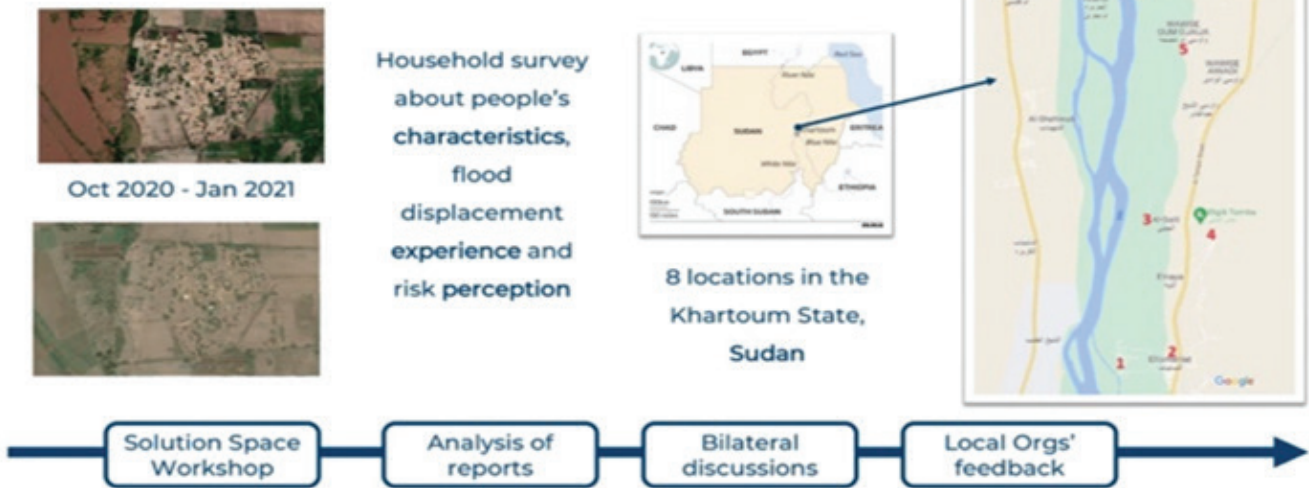 Oct 2020 - Jan 2021
Household survey
about people's
characteristics,
flood
displacement
experience and
risk perception
LIBYA
EGYPT
Red Sea
River Nile
CHAD
SUDAN
Khartoum
ERITREA
Blue Nile
White Nile
ETHIOPIA
SOUTH SUDAN
8 locations in the
Khartoum State,
Sudan
5
3
4
1
2
Google
Solution Space
Workshop
Analysis of
reports
Bilateral
discussions
Local Orgs'
feedback